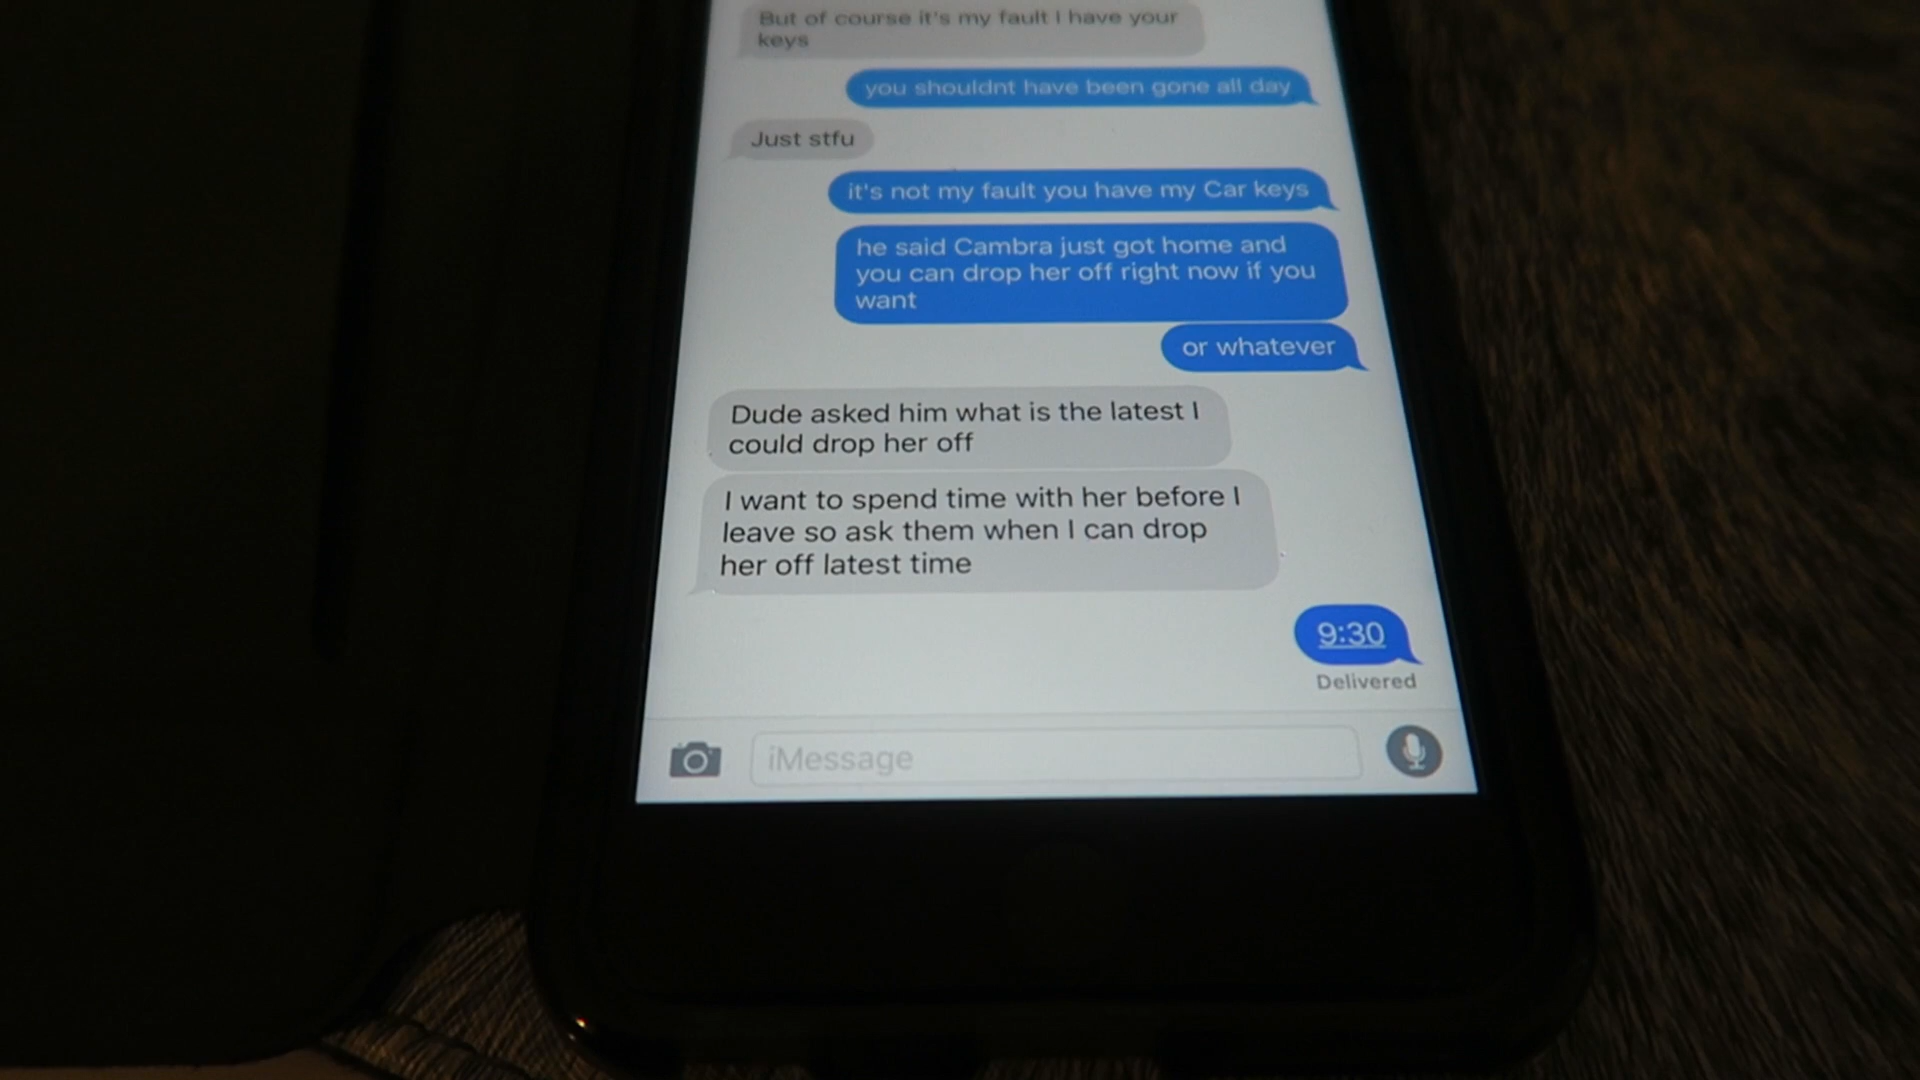 But of course it's my fault I have your
keys
you shouldnt have been gone all day
Just stfu
it's not my fault you have my Car keys
he said Cambra just got home and
you can drop her off right now if you
want
or whatever
Dude asked him what is the latest I
could drop her off
I want to spend time with her before I
leave so ask them when I can drop
her off latest time
9:30
Delivered
iMessage